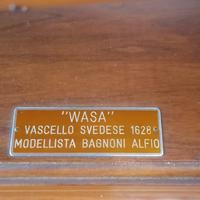 "WASA"
VASCELLO SVEDESE 1628
MODELLISTA BAGNONI ALFIO